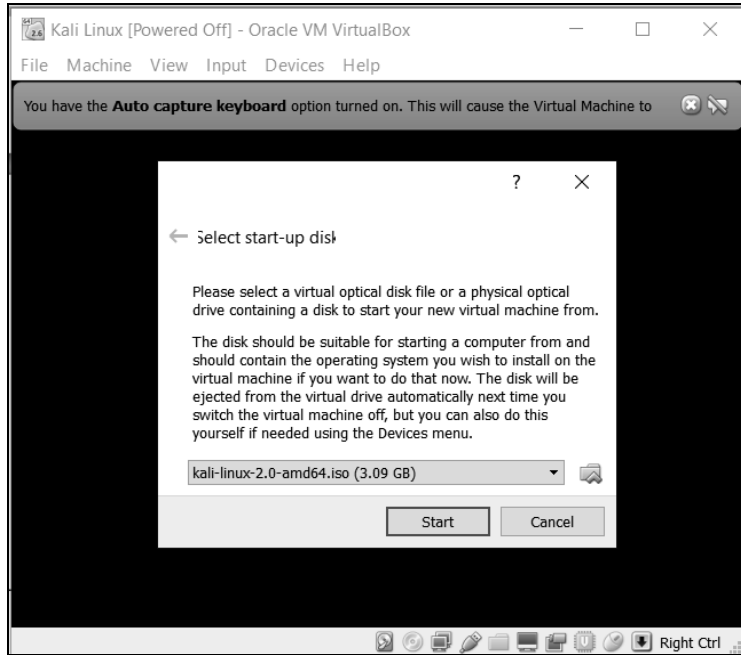 Kali Linux [Powered Off] - Oracle VM VirtualBox
File Machine View Input Devices Help
You have the Auto capture keyboard option turned on. This will cause the Virtual Machine to
?
Select start-up disk
Please select a virtual optical disk file or a physical optical
drive containing a disk to start your new virtual machine from.
The disk should be suitable for starting a computer from and
should contain the operating system you wish to install on the
virtual machine if you want to do that now. The disk will be
ejected from the virtual drive automatically next time you
switch the virtual machine off, but you can also do this
yourself if needed using the Devices menu.
kali-linux-2.0-amd64.iso (3.09 GB)
Start Cancel
Right Ctrl